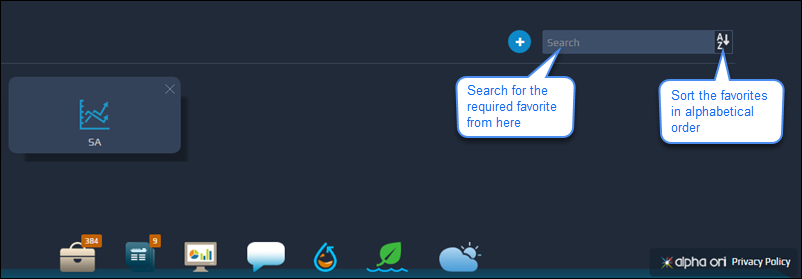 Search
A
Z
Search for the
required favorite
from here
Sort the favorites
in alphabetical
order
SA
384
9
alpha ori Privacy Policy